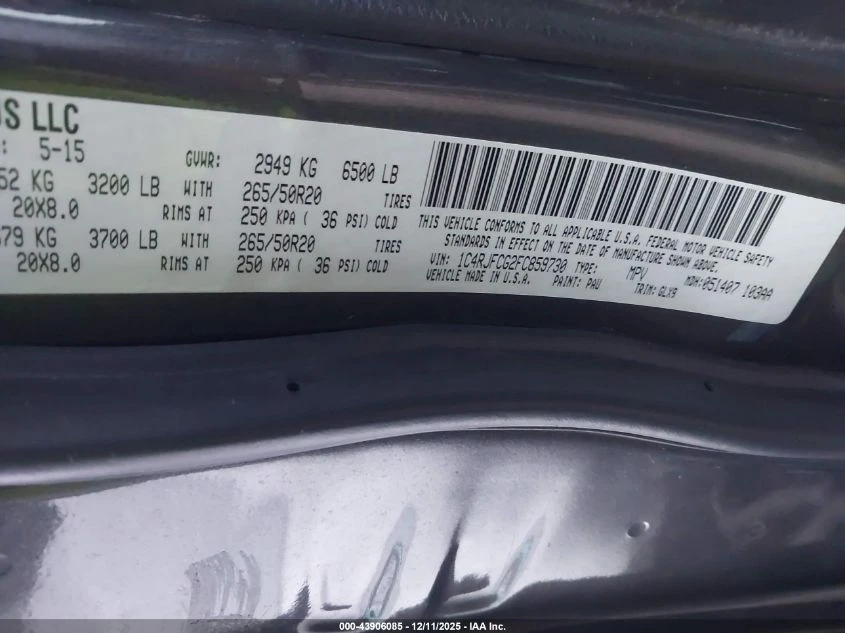 OS LLC
: 5-15 GVWR: 2949 KG 6500 LB
52 KG 3200 LB WITH 265/50R20 TIRES
20X8.0 RIMS AT 250 KPA ( 36 PSI) COLD
379 KG 3700 LB WITH 265/50R20 TIRES
20X8.0 RIMS AT 250 KPA ( 36 PSI) COLD
THIS VEHICLE CONFORMS TO ALL APPLICABLE U.S.A. FEDERAL MOTOR VEHICLE SAFETY
STANDARDS IN EFFECT ON THE DATE OF MANUFACTURE SHOWN ABOVE.
VIN: 1C4RJFCG2FC859730 TYPE: MPV MDH:051407 103AA
VEHICLE MADE IN U.S.A. PAINT: PAU TRIM: GLX9
000-43906085 - 12/11/2025 - IAA Inc.